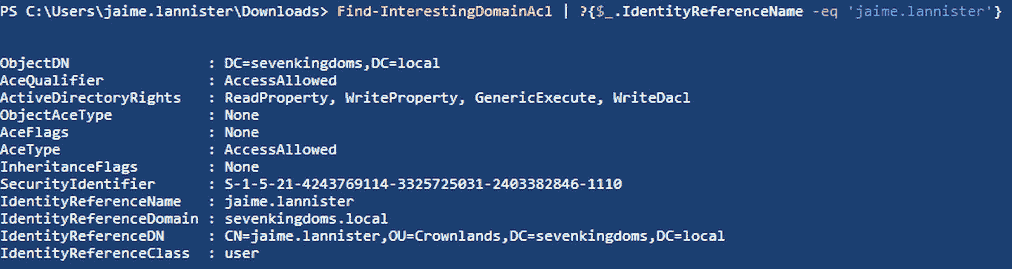 PS C:\Users\jaime.lannister\Downloads> Find-InterestingDomainAcl | ?{$_.IdentityReferenceName -eq 'jaime.lannister'}
ObjectDN : DC=sevenkingdoms,DC=local
AceQualifier : AccessAllowed
ActiveDirectoryRights : ReadProperty, WriteProperty, GenericExecute, WriteDacl
ObjectAceType : None
AceFlags : None
AceType : AccessAllowed
InheritanceFlags : None
SecurityIdentifier : S-1-5-21-4243769114-3325725031-2403382846-1110
IdentityReferenceName : jaime.lannister
IdentityReferenceDomain : sevenkingdoms.local
IdentityReferenceDN : CN=jaime.lannister,OU=Crownlands,DC=sevenkingdoms,DC=local
IdentityReferenceClass : user